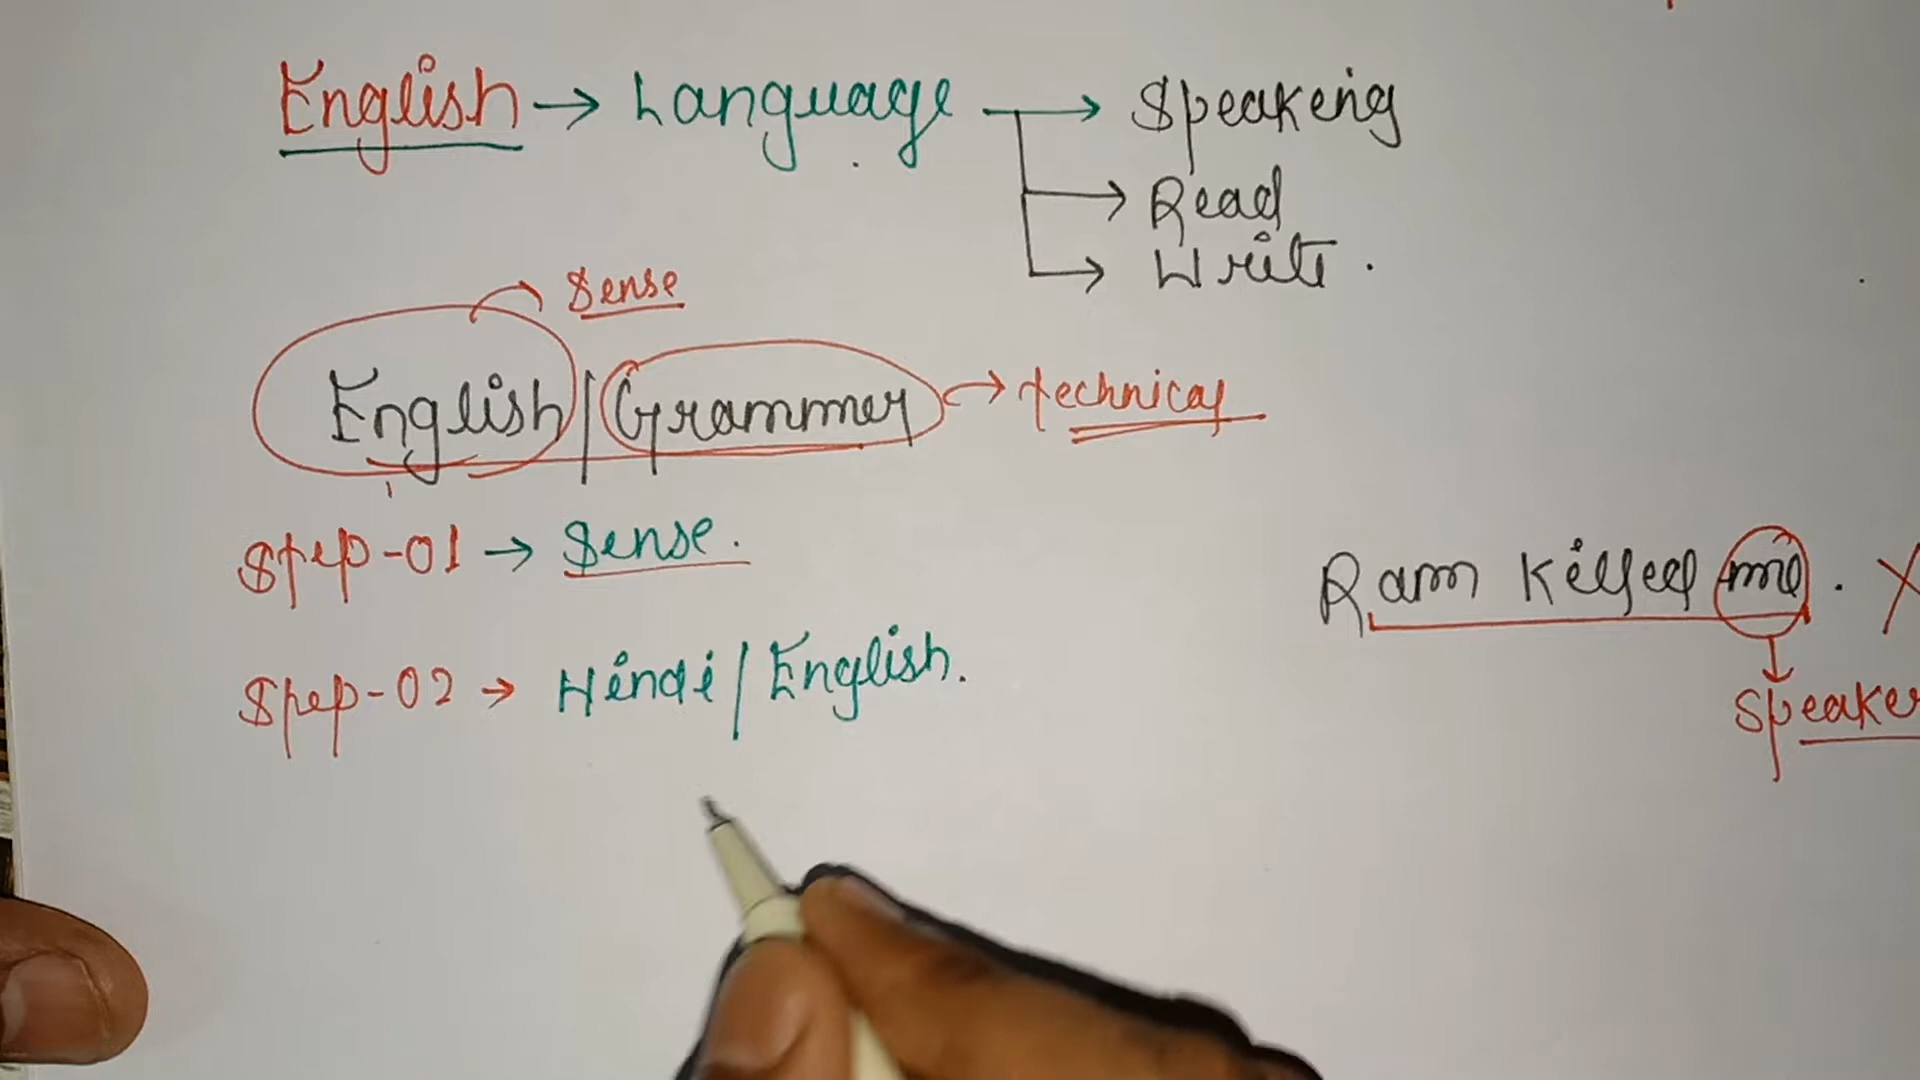 English → Language → Speaking
→ Read
→ Write.
→ Sense
English / Grammer → technical
Step-01 → Sense.
Step-02 → Hindi / English.
Ram killed me. X
Speaker